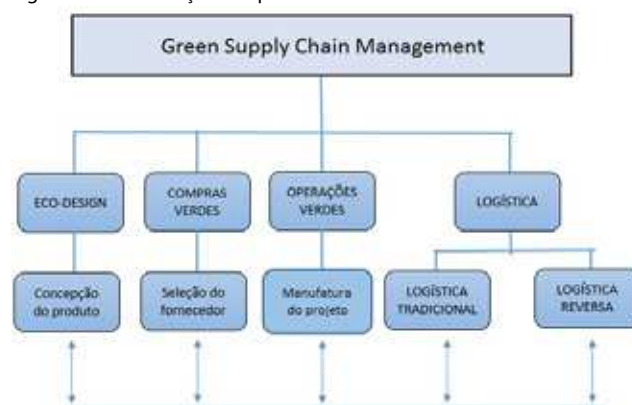 Green Supply Chain Management
ECO-DESIGN
COMPRAS
VERDES
OPERAÇÕES
VERDES
LOGÍSTICA
Concepção
do produto
Seleção do
fornecedor
Manufatura
do projeto
LOGÍSTICA
TRADICIONAL
LOGÍSTICA
REVERSA